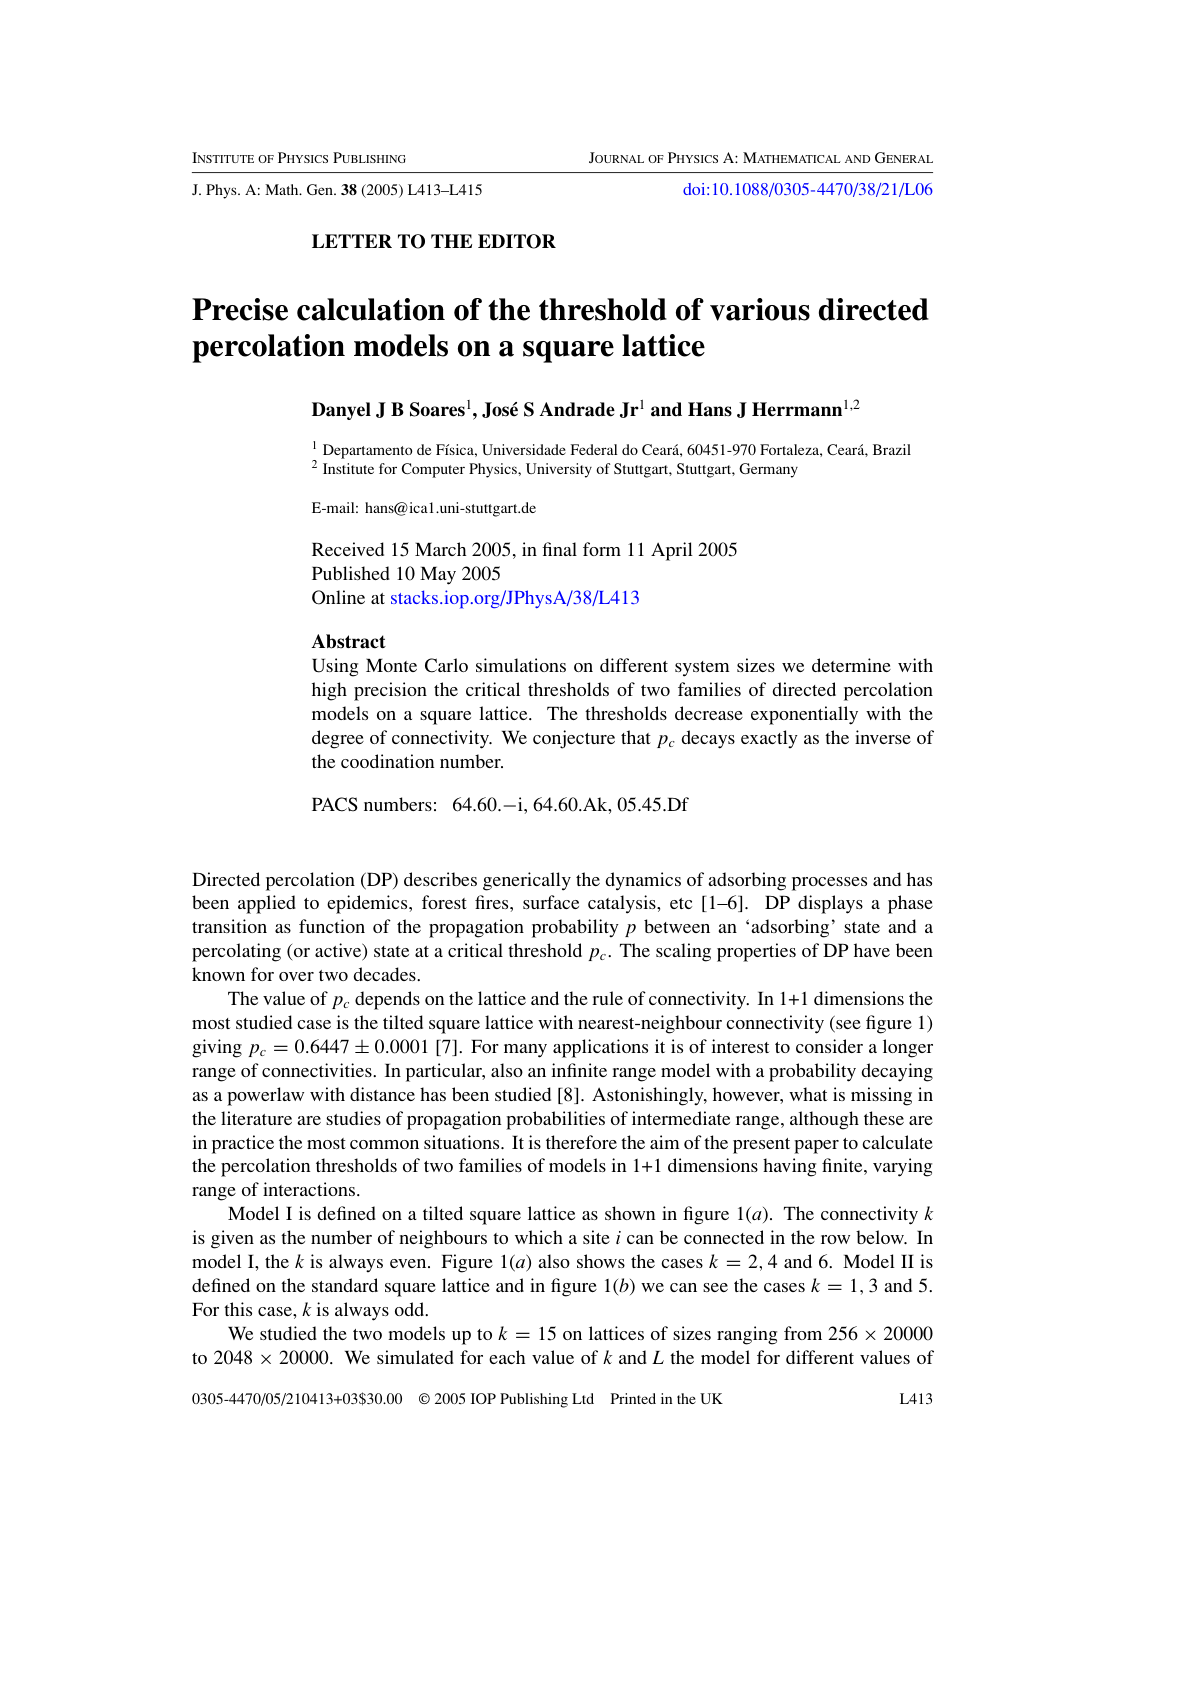 INSTITUTE OF PHYSICS PUBLISHING JOURNAL OF PHYSICS A: MATHEMATICAL AND GENERAL
J. Phys. A: Math. Gen. 38 (2005) L413–L415 doi:10.1088/0305-4470/38/21/L06
LETTER TO THE EDITOR
Precise calculation of the threshold of various directed
percolation models on a square lattice
Danyel J B Soares1, José S Andrade Jr1 and Hans J Herrmann1,2
1 Departamento de Física, Universidade Federal do Ceará, 60451-970 Fortaleza, Ceará, Brazil
2 Institute for Computer Physics, University of Stuttgart, Stuttgart, Germany
E-mail: hans@ica1.uni-stuttgart.de
Received 15 March 2005, in final form 11 April 2005
Published 10 May 2005
Online at stacks.iop.org/JPhysA/38/L413
Abstract
Using Monte Carlo simulations on different system sizes we determine with
high precision the critical thresholds of two families of directed percolation
models on a square lattice. The thresholds decrease exponentially with the
degree of connectivity. We conjecture that pc decays exactly as the inverse of
the coodination number.
PACS numbers: 64.60.−i, 64.60.Ak, 05.45.Df
Directed percolation (DP) describes generically the dynamics of adsorbing processes and has
been applied to epidemics, forest fires, surface catalysis, etc [1–6]. DP displays a phase
transition as function of the propagation probability p between an ‘adsorbing’ state and a
percolating (or active) state at a critical threshold pc. The scaling properties of DP have been
known for over two decades.
The value of pc depends on the lattice and the rule of connectivity. In 1+1 dimensions the
most studied case is the tilted square lattice with nearest-neighbour connectivity (see figure 1)
giving pc = 0.6447 ± 0.0001 [7]. For many applications it is of interest to consider a longer
range of connectivities. In particular, also an infinite range model with a probability decaying
as a powerlaw with distance has been studied [8]. Astonishingly, however, what is missing in
the literature are studies of propagation probabilities of intermediate range, although these are
in practice the most common situations. It is therefore the aim of the present paper to calculate
the percolation thresholds of two families of models in 1+1 dimensions having finite, varying
range of interactions.
Model I is defined on a tilted square lattice as shown in figure 1(a). The connectivity k
is given as the number of neighbours to which a site i can be connected in the row below. In
model I, the k is always even. Figure 1(a) also shows the cases k = 2, 4 and 6. Model II is
defined on the standard square lattice and in figure 1(b) we can see the cases k = 1, 3 and 5.
For this case, k is always odd.
We studied the two models up to k = 15 on lattices of sizes ranging from 256 × 20000
to 2048 × 20000. We simulated for each value of k and L the model for different values of
0305-4470/05/210413+03$30.00 © 2005 IOP Publishing Ltd Printed in the UK L413